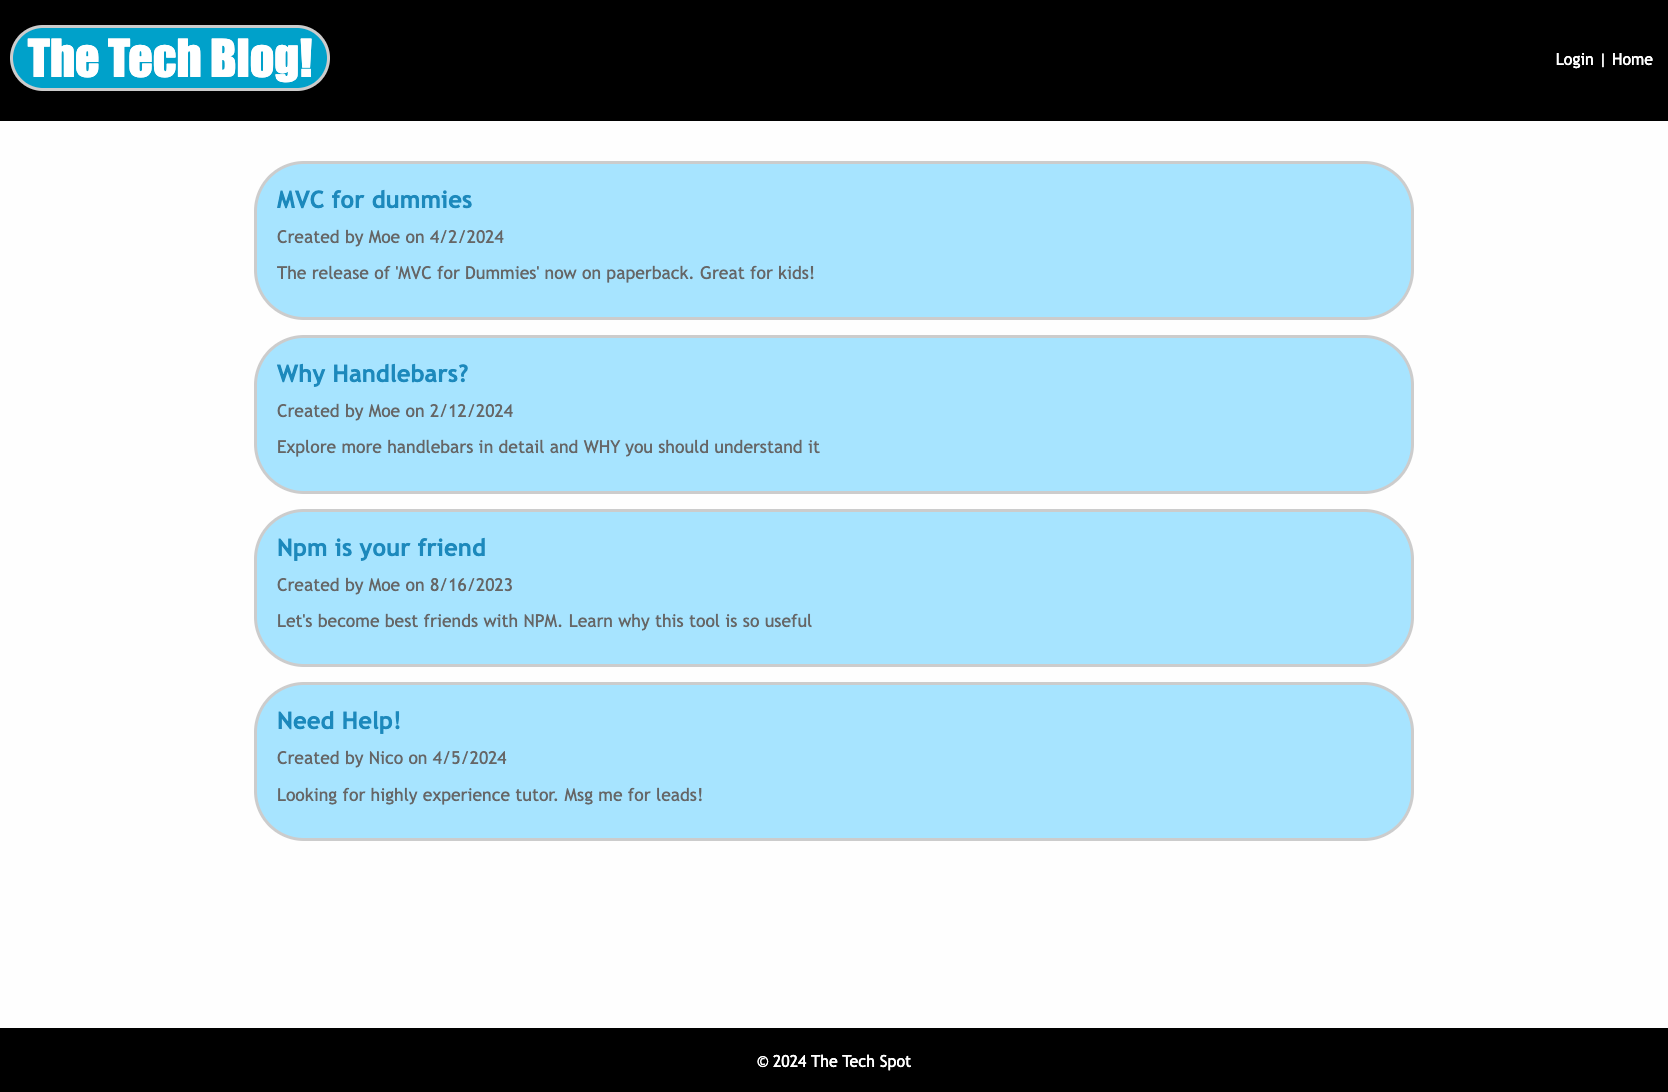 The Tech Blog!
Login | Home
MVC for dummies
Created by Moe on 4/2/2024
The release of 'MVC for Dummies' now on paperback. Great for kids!
Why Handlebars?
Created by Moe on 2/12/2024
Explore more handlebars in detail and WHY you should understand it
Npm is your friend
Created by Moe on 8/16/2023
Let's become best friends with NPM. Learn why this tool is so useful
Need Help!
Created by Nico on 4/5/2024
Looking for highly experience tutor. Msg me for leads!
© 2024 The Tech Spot